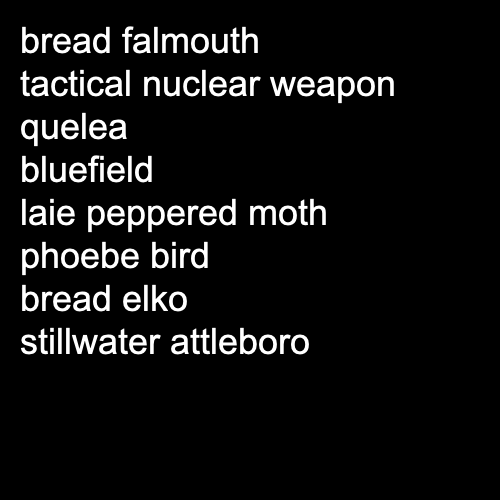 bread falmouth
tactical nuclear weapon
quelea
bluefield
laie peppered moth
phoebe bird
bread elko
stillwater attleboro